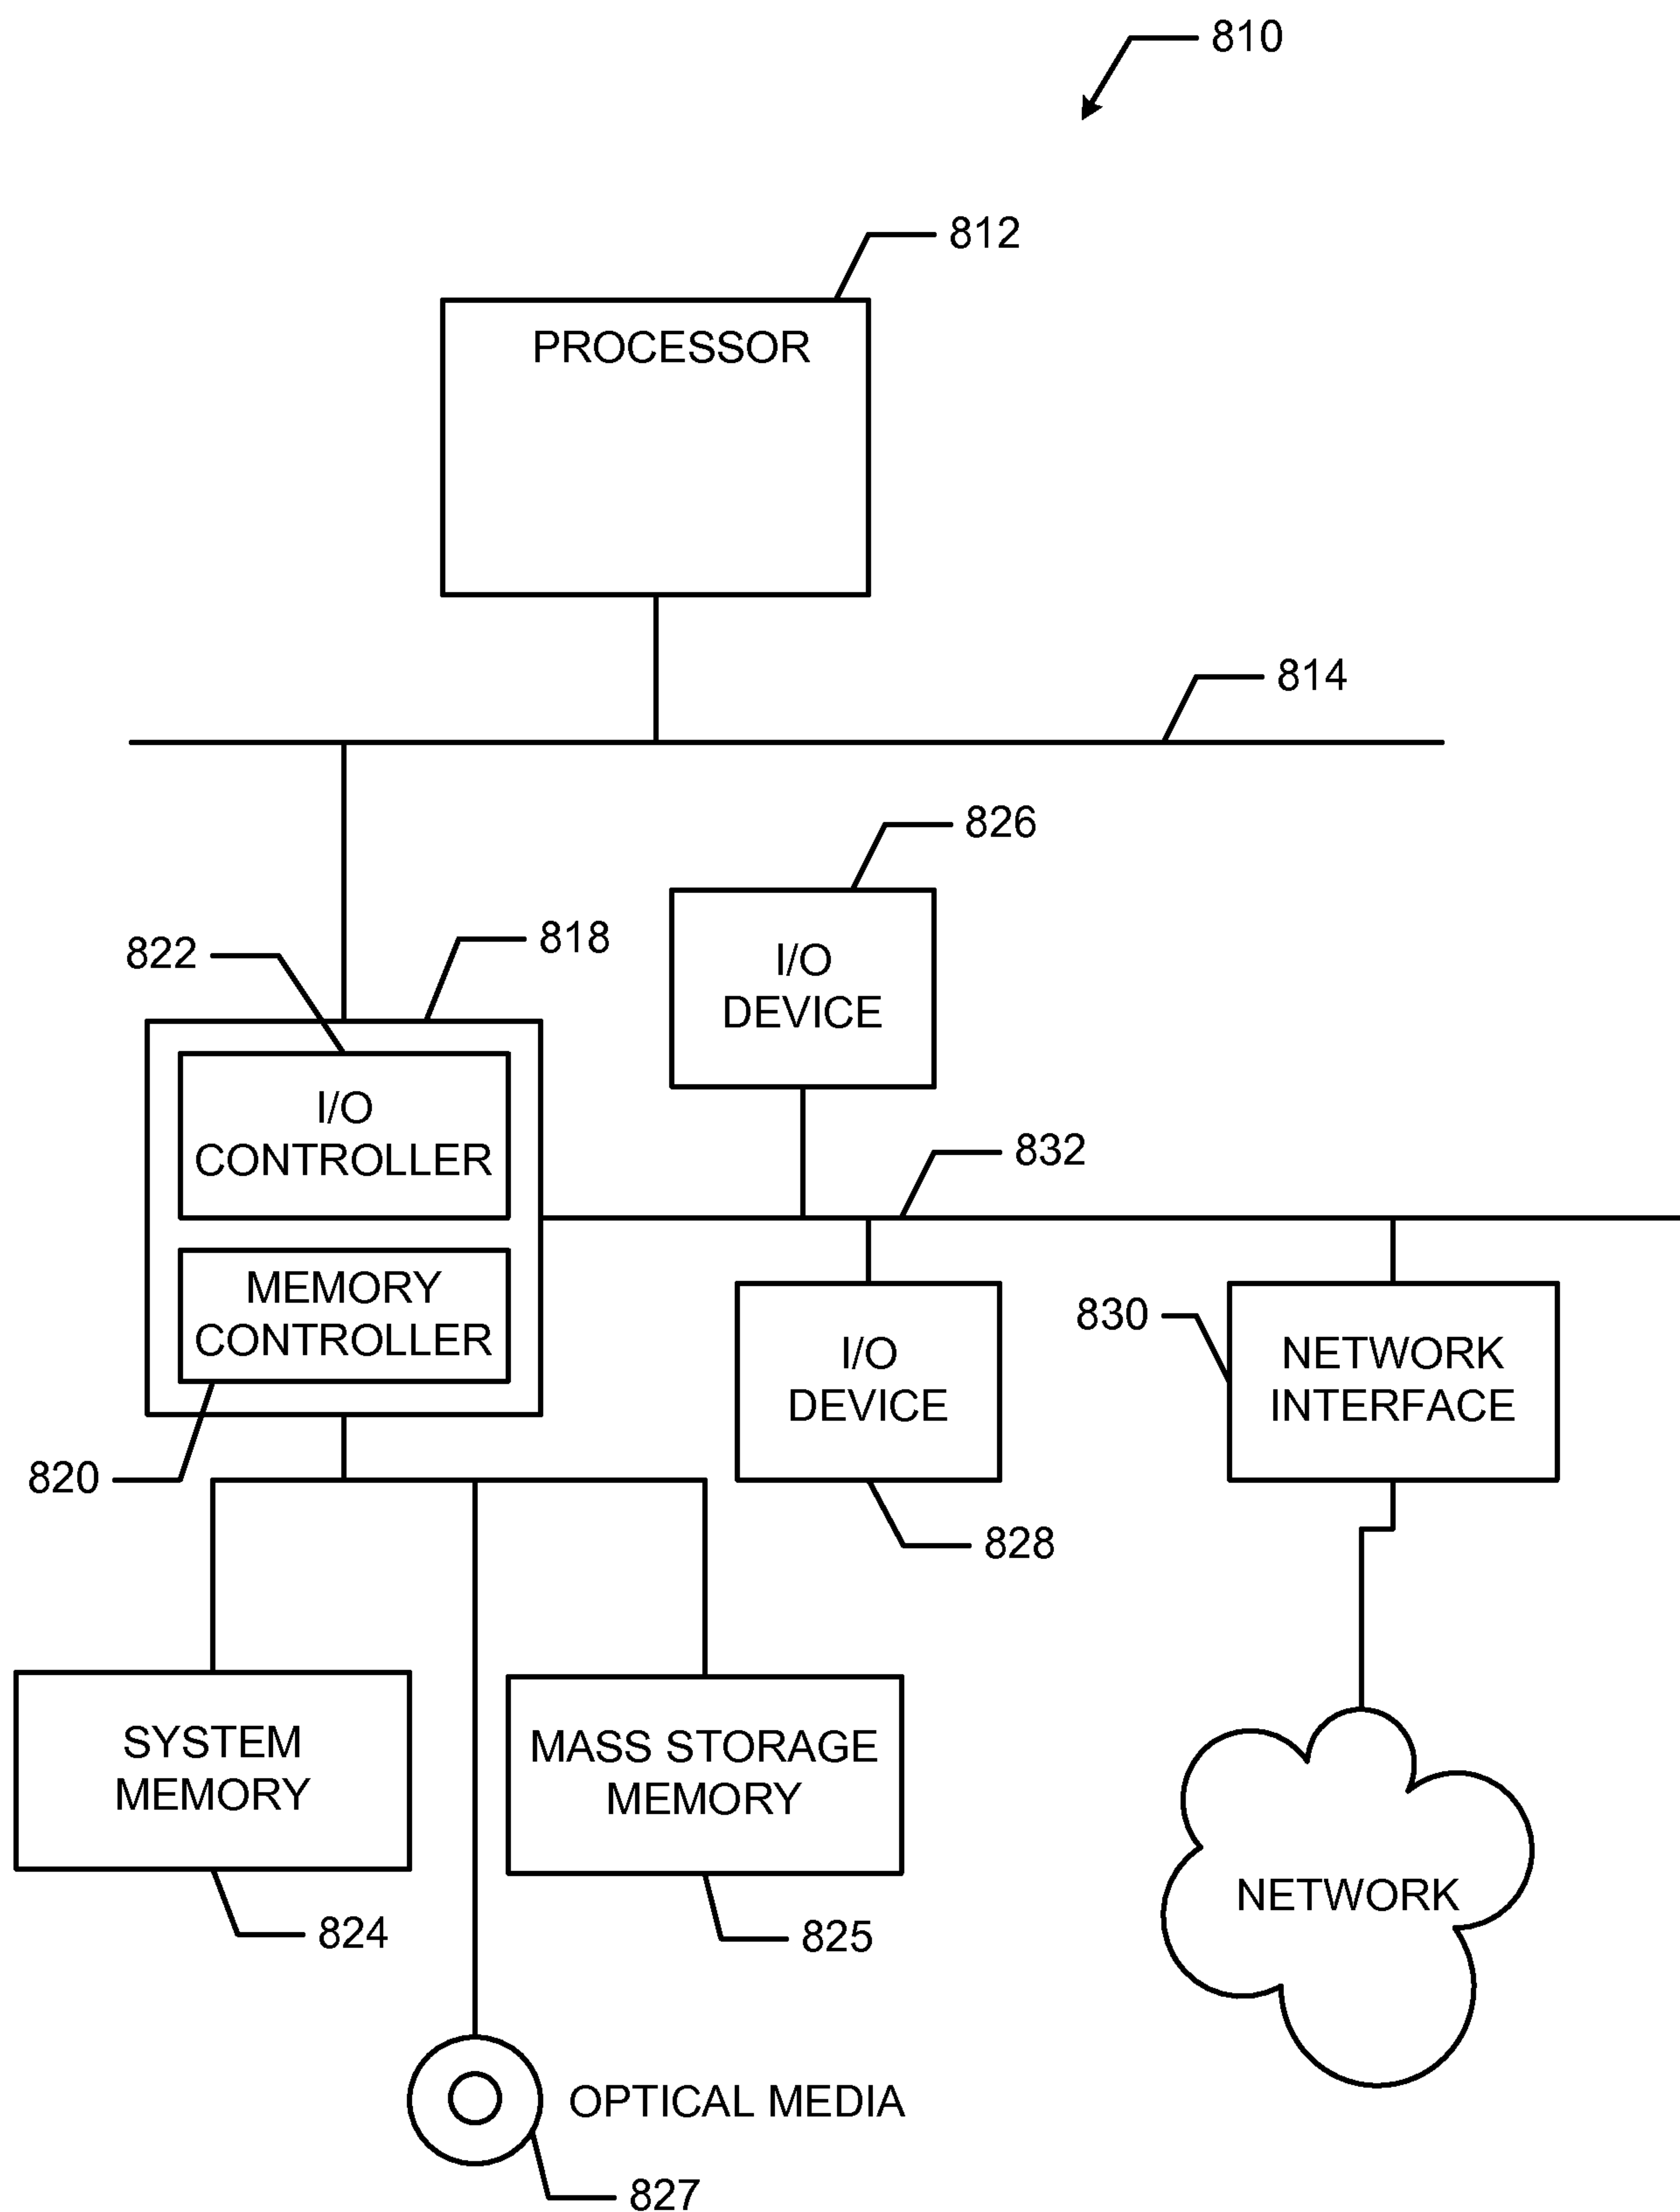 810
812
PROCESSOR
814
826
822
818
I/O
DEVICE
I/O
CONTROLLER
832
MEMORY
CONTROLLER
830
I/O
DEVICE
NETWORK
INTERFACE
820
828
SYSTEM
MEMORY
MASS STORAGE
MEMORY
NETWORK
824
825
OPTICAL MEDIA
827